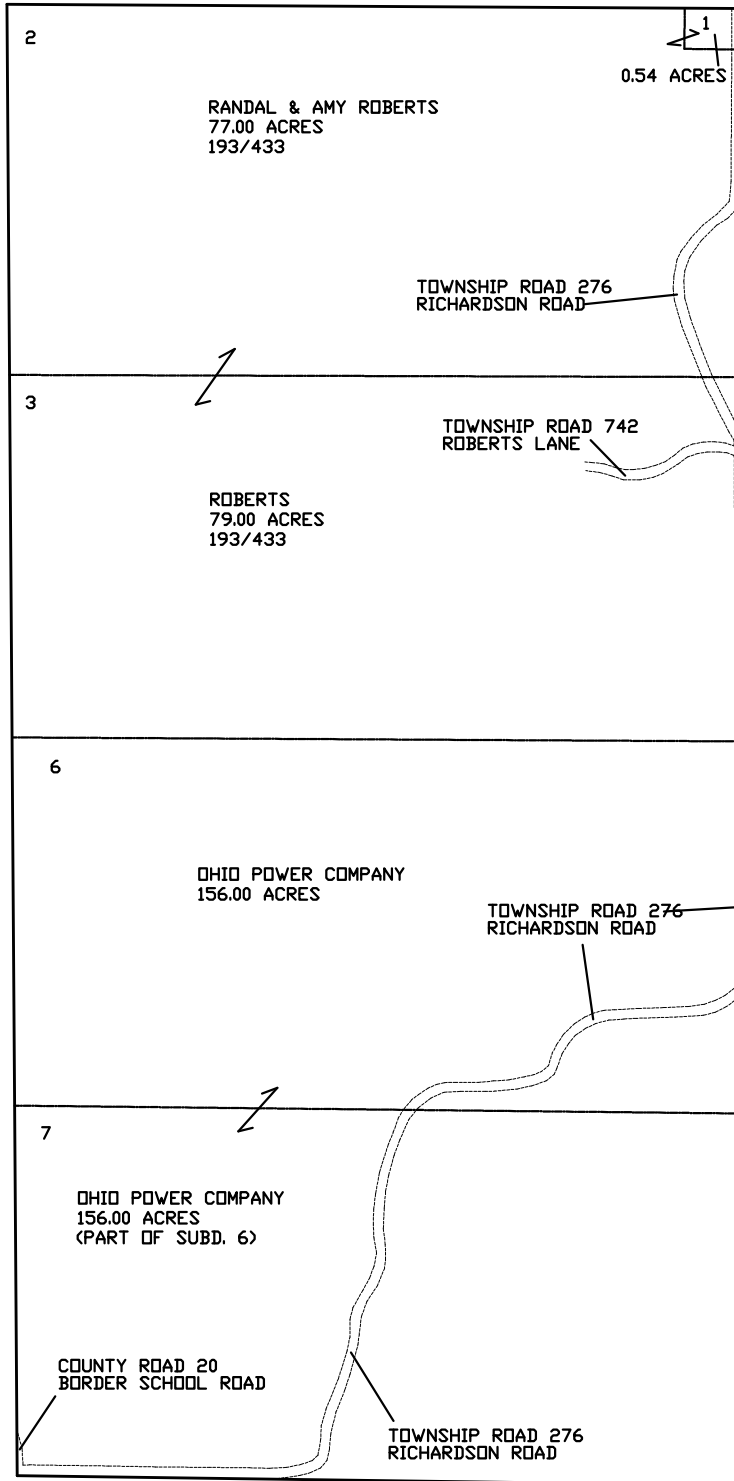 2
1
0.54 ACRES
RANDAL & AMY ROBERTS
77.00 ACRES
193/433
TOWNSHIP ROAD 276
RICHARDSON ROAD
3
TOWNSHIP ROAD 742
ROBERTS LANE
ROBERTS
79.00 ACRES
193/433
6
OHIO POWER COMPANY
156.00 ACRES
TOWNSHIP ROAD 276
RICHARDSON ROAD
7
OHIO POWER COMPANY
156.00 ACRES
(PART OF SUBD. 6)
COUNTY ROAD 20
BORDER SCHOOL ROAD
TOWNSHIP ROAD 276
RICHARDSON ROAD